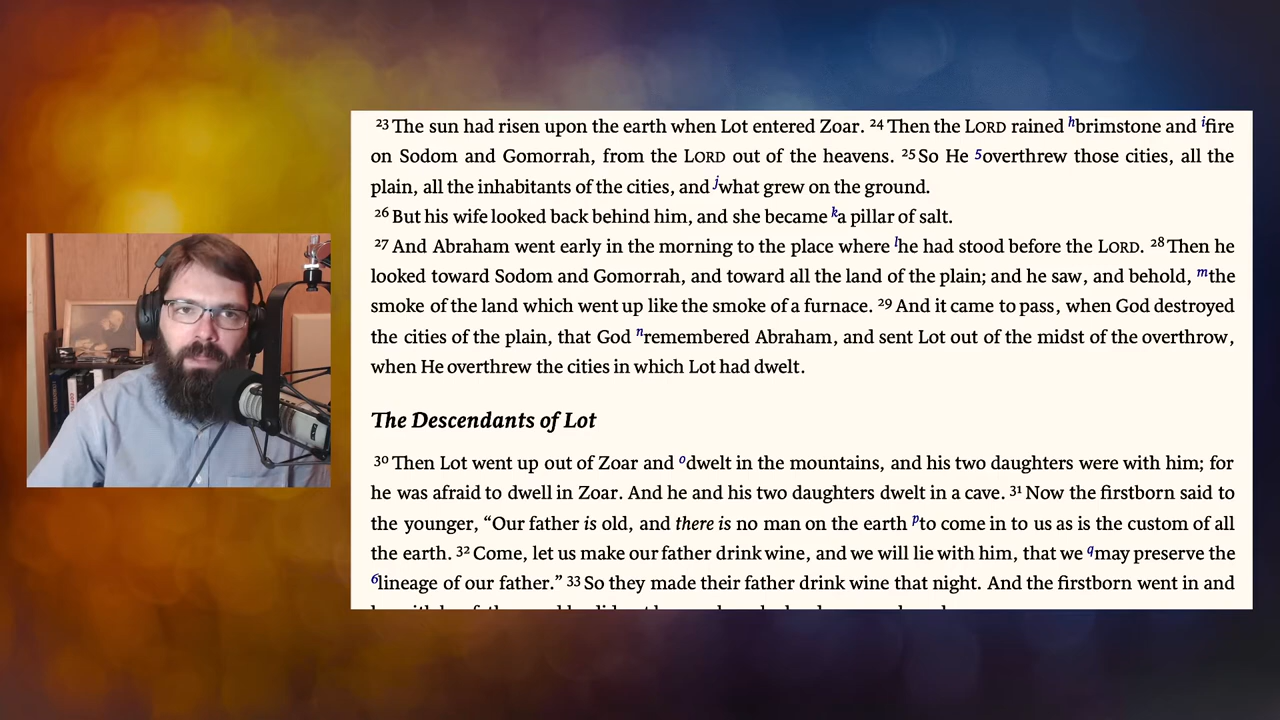 23 The sun had risen upon the earth when Lot entered Zoar. 24 Then the LORD rained hbrimstone and ifire
on Sodom and Gomorrah, from the LORD out of the heavens. 25 So He 5overthrew those cities, all the
plain, all the inhabitants of the cities, and jwhat grew on the ground.
26 But his wife looked back behind him, and she became ka pillar of salt.
27 And Abraham went early in the morning to the place where lhe had stood before the LORD. 28 Then he
looked toward Sodom and Gomorrah, and toward all the land of the plain; and he saw, and behold, mthe
smoke of the land which went up like the smoke of a furnace. 29 And it came to pass, when God destroyed
the cities of the plain, that God nremembered Abraham, and sent Lot out of the midst of the overthrow,
when He overthrew the cities in which Lot had dwelt.
The Descendants of Lot
30 Then Lot went up out of Zoar and odwelt in the mountains, and his two daughters were with him; for
he was afraid to dwell in Zoar. And he and his two daughters dwelt in a cave. 31 Now the firstborn said to
the younger, “Our father is old, and there is no man on the earth pto come in to us as is the custom of all
the earth. 32 Come, let us make our father drink wine, and we will lie with him, that we qmay preserve the
6lineage of our father.” 33 So they made their father drink wine that night. And the firstborn went in and